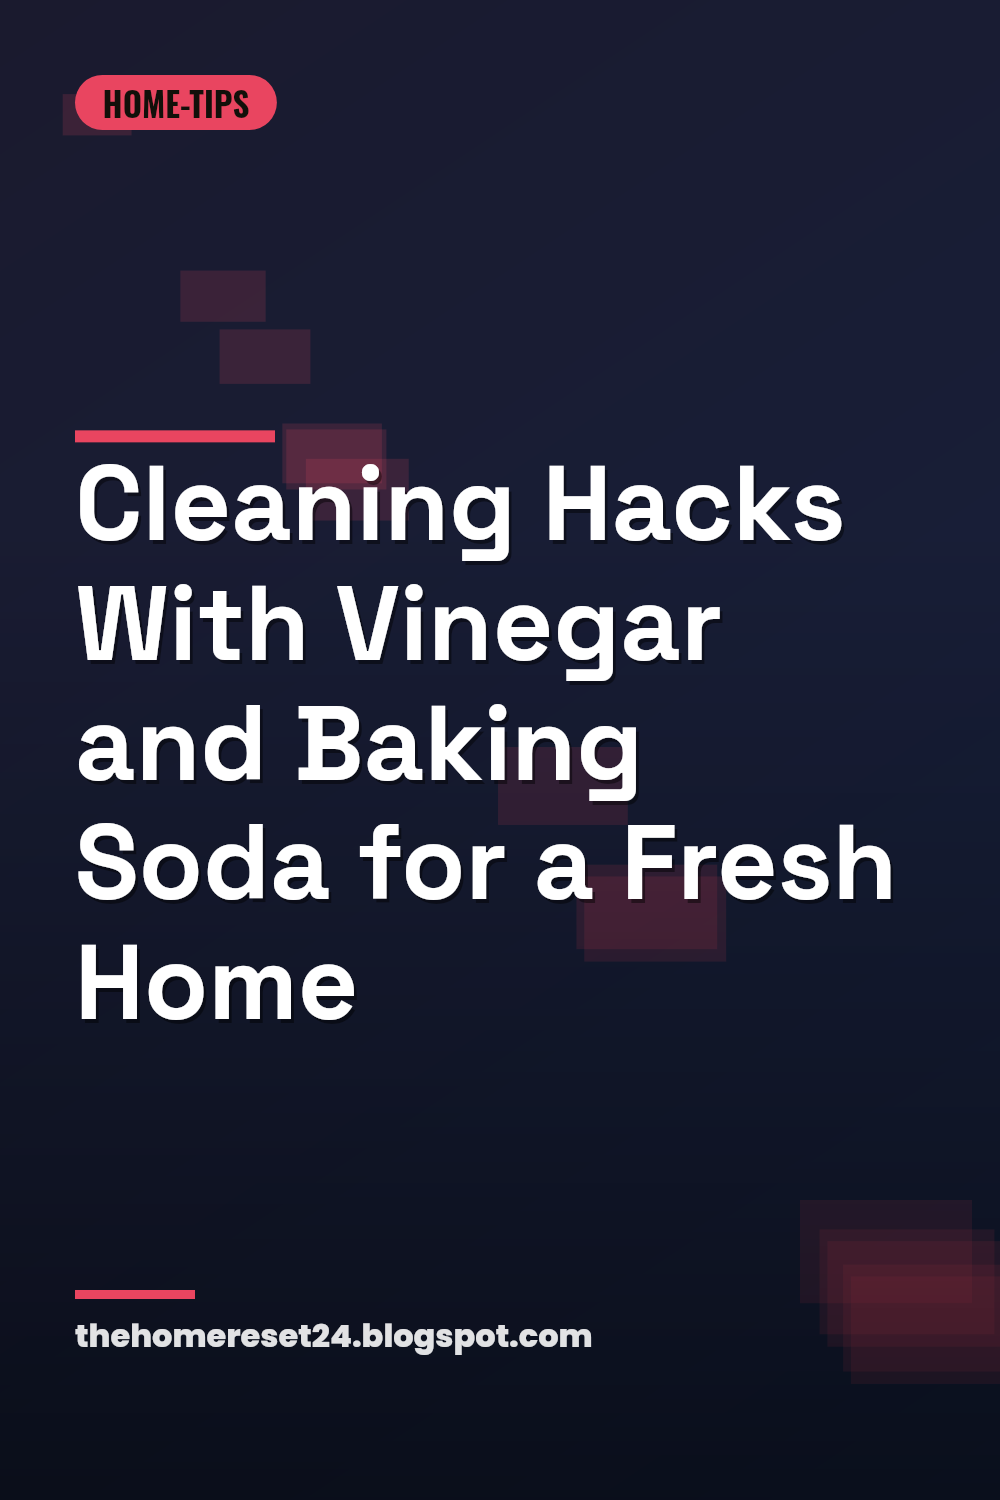 HOME-TIPS
Cleaning Hacks
With Vinegar
and Baking
Soda for a Fresh
Home
thehomereset24.blogspot.com